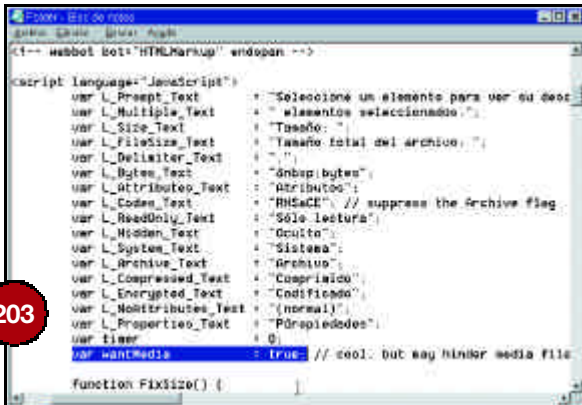 Folder - Bloc de notas
Archivo Edición Buscar Ayuda
<!-- webbot bot="HTMLMarkup" endspan -->
<script language="JavaScript">
var L_Prompt_Text = "Seleccione un elemento para ver su desc
var L_Multiple_Text = " elementos seleccionados.";
var L_Size_Text = "Tamaño: ";
var L_FileSize_Text = "Tamaño total del archivo: ";
var L_Delimiter_Text = ",";
var L_Bytes_Text = "&nbsp;bytes";
var L_Attributes_Text = "Atributos";
var L_Codes_Text = "RHSaCE"; // suppress the Archive flag
var L_ReadOnly_Text = "Sólo lectura";
var L_Hidden_Text = "Oculto";
var L_System_Text = "Sistema";
var L_Archive_Text = "Archivo";
var L_Compressed_Text = "Comprimido";
var L_Encrypted_Text = "Codificado";
var L_NoAttributes_Text = "(normal)";
var L_Properties_Text = "P&ropiedades";
var timer = 0;
var wantMedia = true; // cool, but may hinder media file
function FixSize() {
203